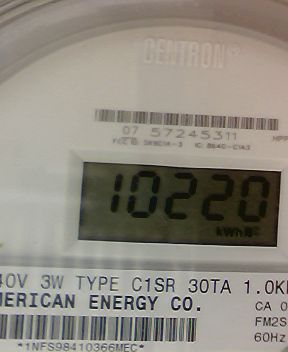 CENTRON®
07 57245311
10220
kWh
40V 3W TYPE C1SR 30TA 1.0K
MERICAN ENERGY CO.
CA 0
FM2S
60Hz
*1NFS98410366MEC*